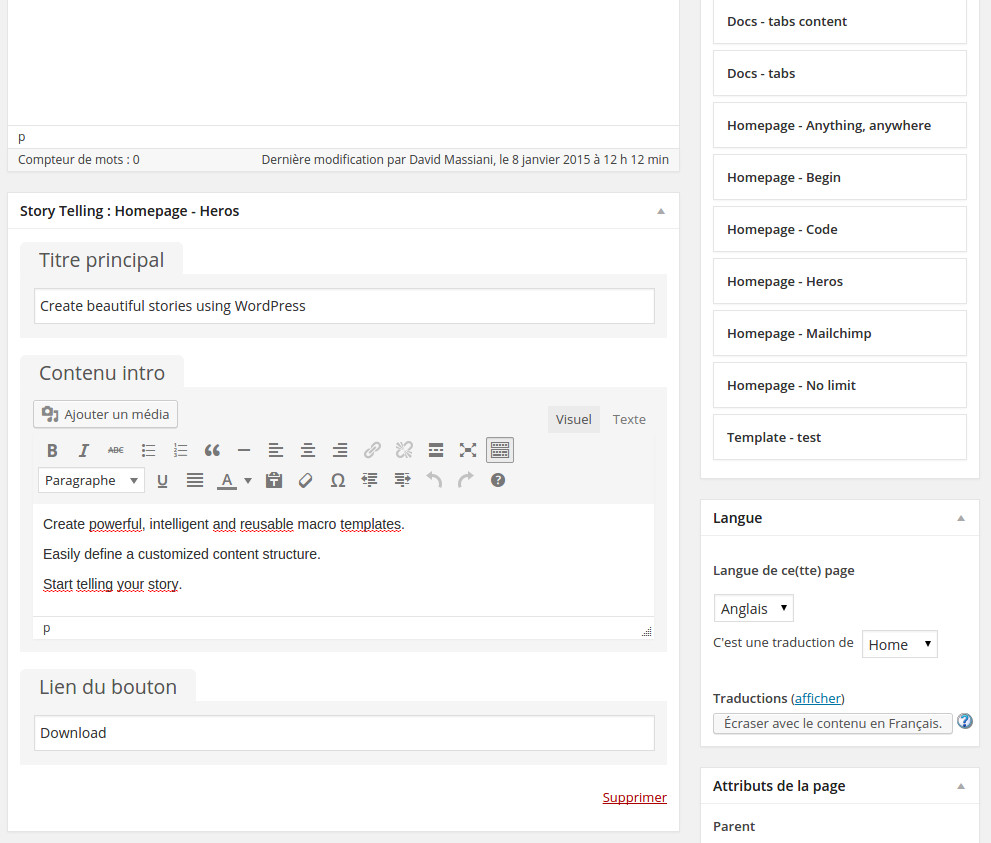 p
Compteur de mots : 0 Dernière modification par David Massiani, le 8 janvier 2015 à 12 h 12 min
Story Telling : Homepage - Heros
Titre principal
Create beautiful stories using WordPress
Contenu intro
Ajouter un média
Visuel Texte
B I ABC
Paragraphe U A Ω ?
Create powerful, intelligent and reusable macro templates.
Easily define a customized content structure.
Start telling your story.
p
Lien du bouton
Download
Supprimer
Docs - tabs content
Docs - tabs
Homepage - Anything, anywhere
Homepage - Begin
Homepage - Code
Homepage - Heros
Homepage - Mailchimp
Homepage - No limit
Template - test
Langue
Langue de ce(tte) page
Anglais
C'est une traduction de Home
Traductions (afficher)
Écraser avec le contenu en Français. ?
Attributs de la page
Parent